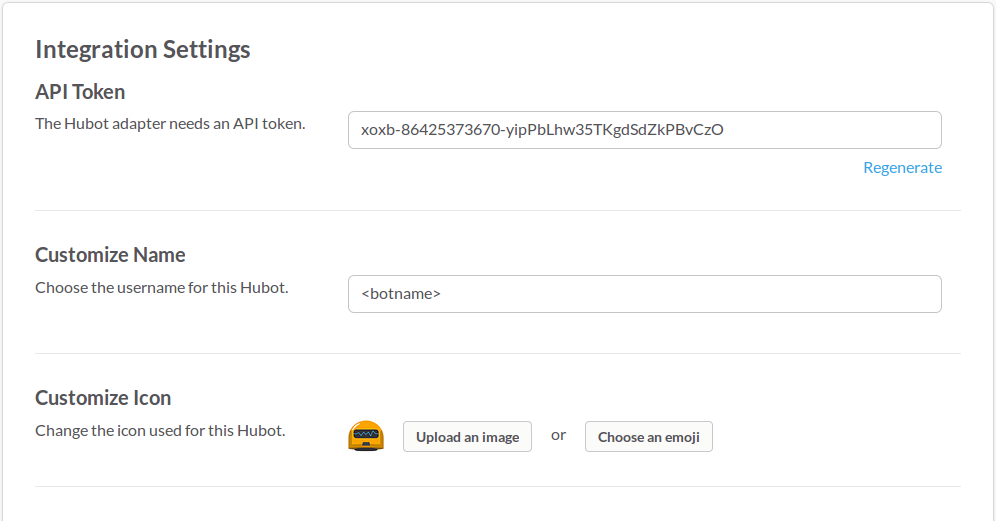 Integration Settings
API Token
The Hubot adapter needs an API token.
xoxb-86425373670-yipPbLhw35TKgdSdZkPBvCzO
Regenerate
Customize Name
Choose the username for this Hubot.
<botname>
Customize Icon
Change the icon used for this Hubot.
Upload an image or Choose an emoji